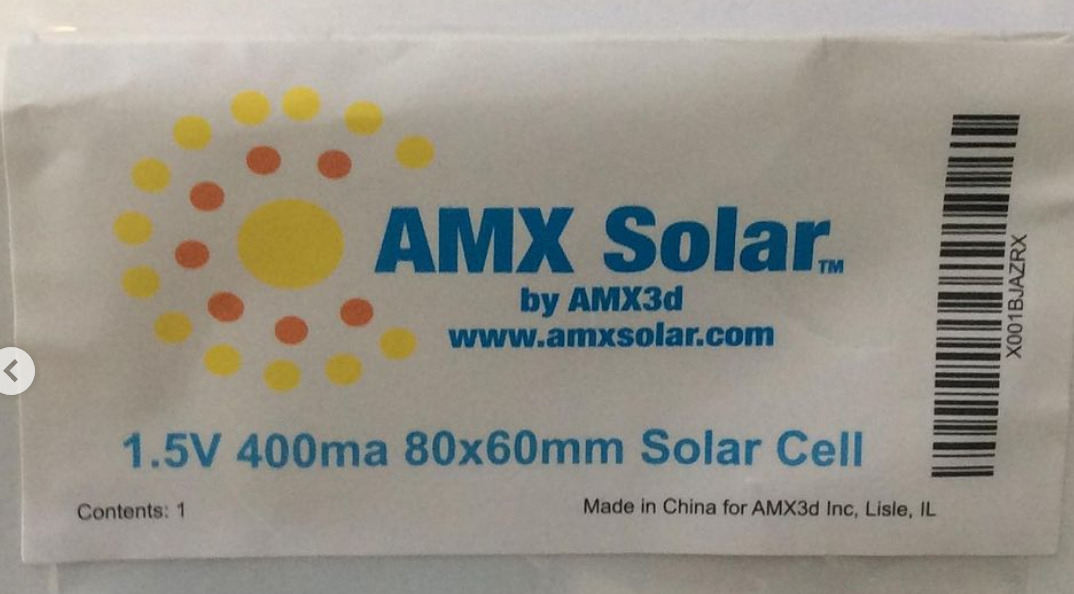 AMX Solar™
by AMX3d
www.amxsolar.com
1.5V 400ma 80x60mm Solar Cell
Contents: 1
Made in China for AMX3d Inc, Lisle, IL
X001BJAZRX